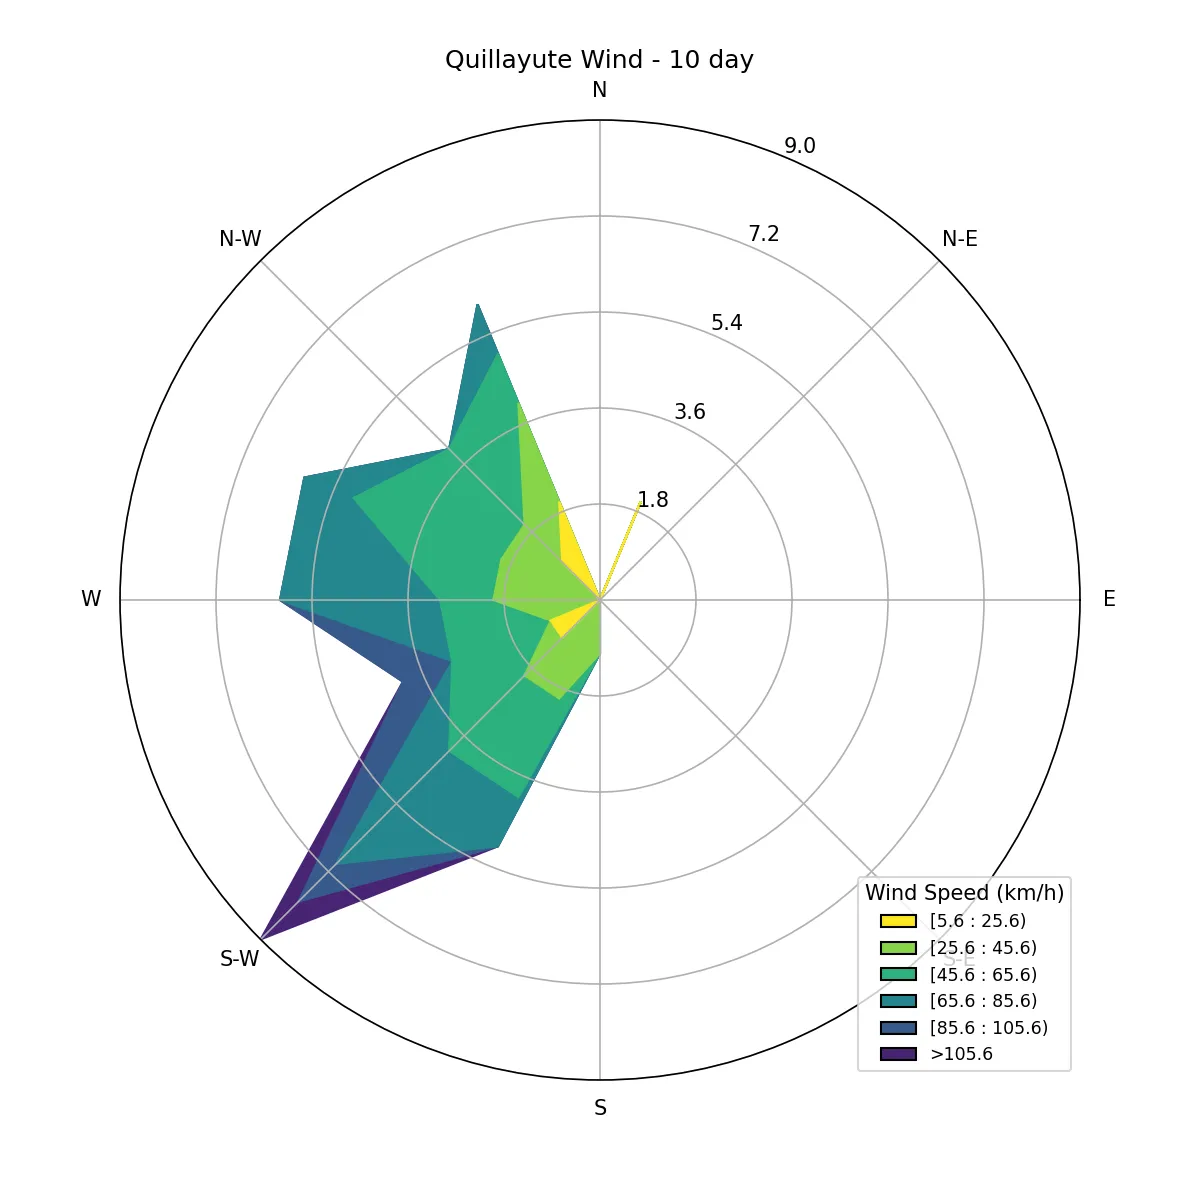 Quillayute Wind - 10 day
N
9.0
N-W
7.2
N-E
5.4
3.6
1.8
W
E
S-W
S-E
S
Wind Speed (km/h)
[5.6 : 25.6)
[25.6 : 45.6)
[45.6 : 65.6)
[65.6 : 85.6)
[85.6 : 105.6)
>105.6